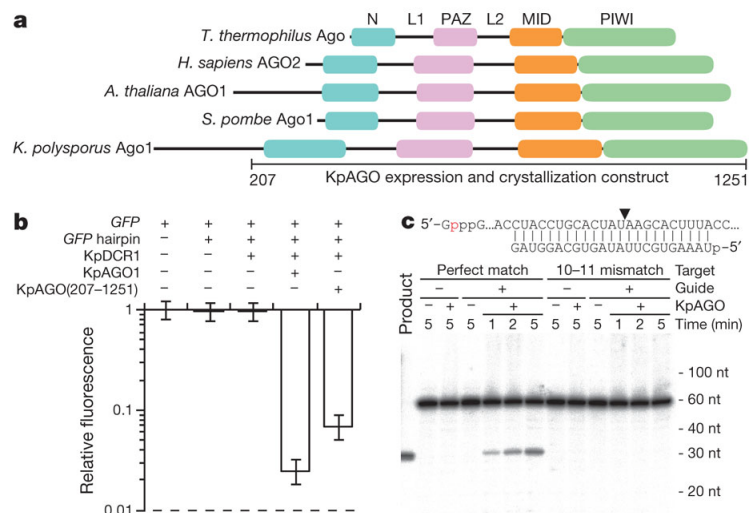 a
N L1 PAZ L2 MID PIWI
T. thermophilus Ago
H. sapiens AGO2
A. thaliana AGO1
S. pombe Ago1
K. polysporus Ago1
207 KpAGO expression and crystallization construct 1251
b
GFP + + + + +
GFP hairpin − + + + +
KpDCR1 − − + + +
KpAGO1 − − − + −
KpAGO(207–1251) − − − − +
Relative fluorescence
1
0.1
0.01
c
5′-GpppG...ACCUACCUGCACUAUAAGCACUUUACC...
GAUGGACGUGAUAUUCGUGAAAUp-5′
Perfect match 10–11 mismatch Target
− + − + Guide
− + − + − + − + KpAGO
5 5 5 1 2 5 5 5 5 1 2 5 Time (min)
Product
- 100 nt
- 60 nt
- 40 nt
- 30 nt
- 20 nt